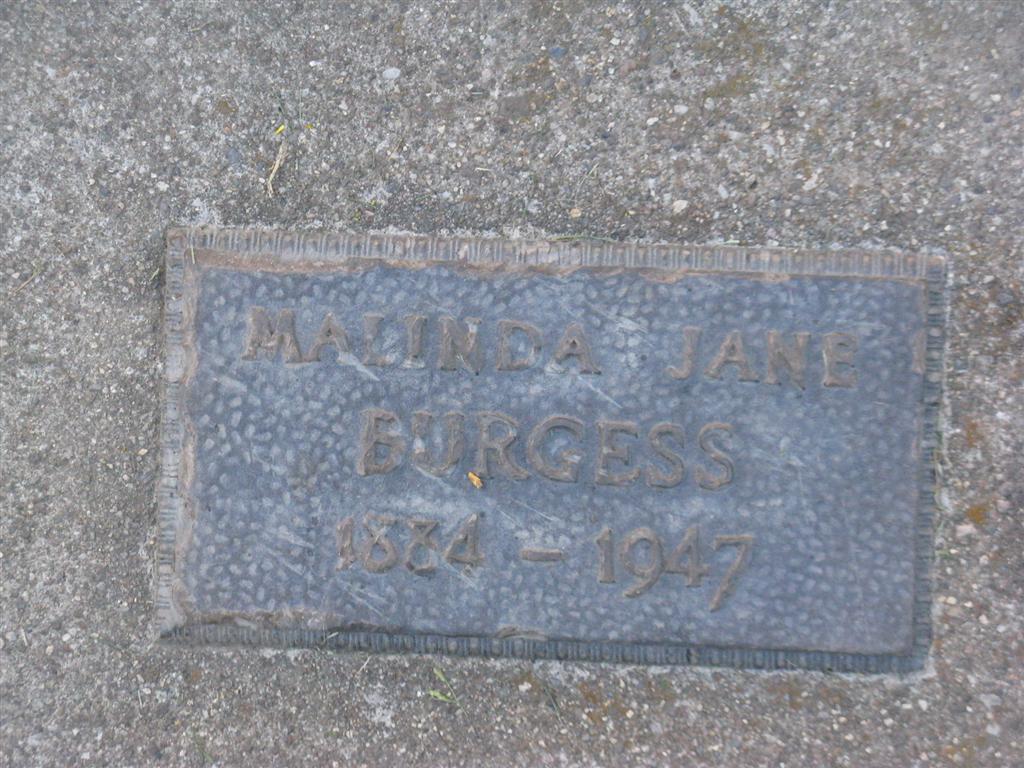 MALINDA JANE
BURGESS
1884 - 1947